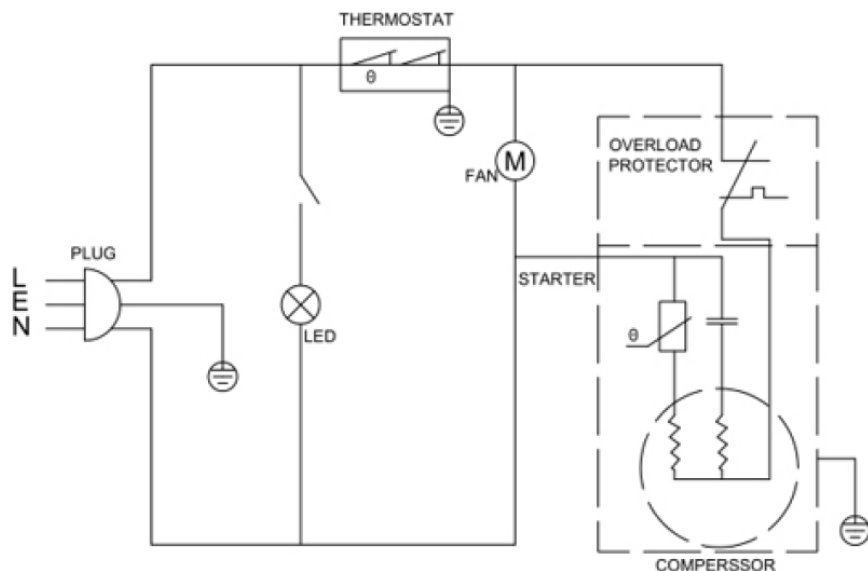 THERMOSTAT
θ
OVERLOAD
PROTECTOR
M
FAN
PLUG
L
E
N
STARTER
LED
θ
COMPERSSOR